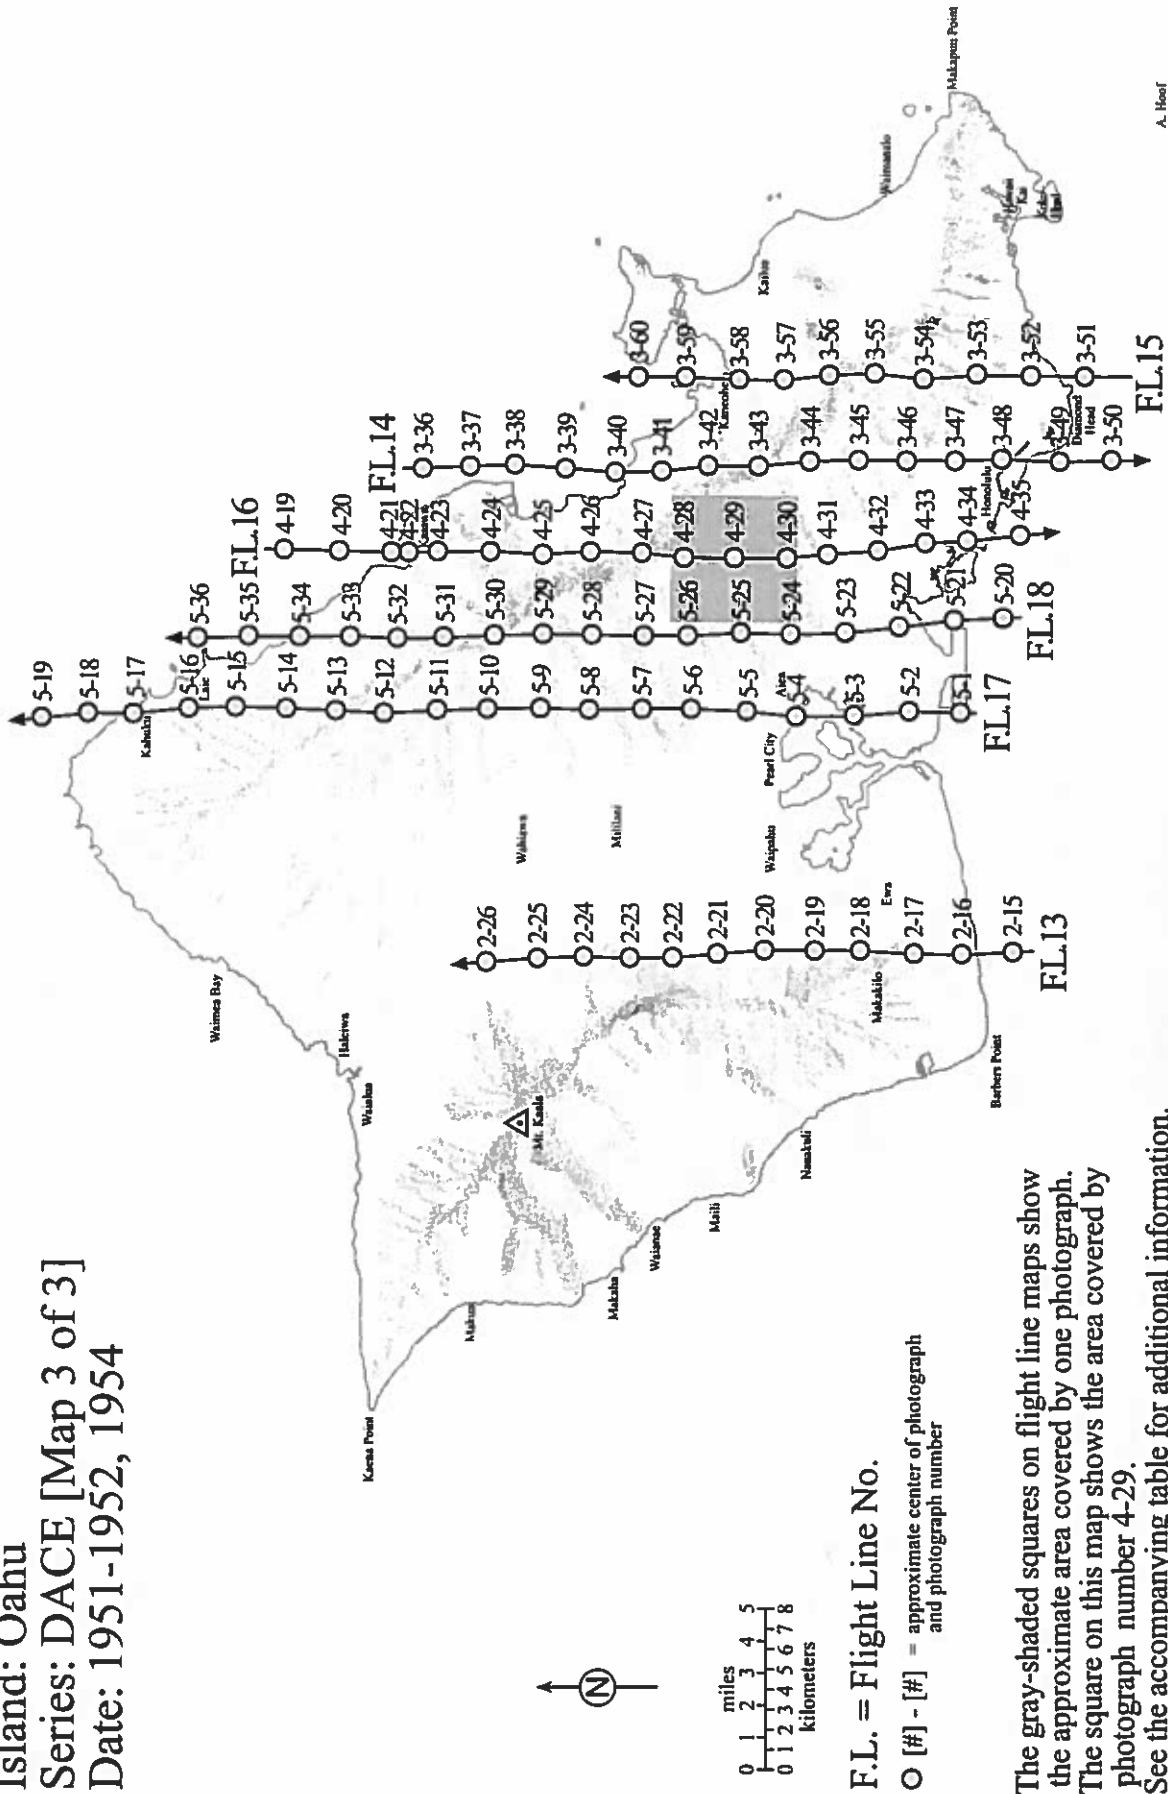 Island: Oahu
Series: DACE [Map 3 of 3]
Date: 1951-1952, 1954
Kaena Point
Makua
Makaha
Waianae
Maili
Nanakuli
Barbers Point
Mt. Kaala
Waialua
Haleiwa
Waimea Bay
Makakilo
Ewa
Wahiawa
Mililani
Waipahu
Pearl City
Aiea
Kahuku
Laie
Kaaawa
Kaneohe
Kailua
Waimanalo
Makapuu Point
Hawaii
Kai
Koko
Head
Honolulu
Diamond
Head
2-26
2-25
2-24
2-23
2-22
2-21
2-20
2-19
2-18
2-17
2-16
2-15
F.L.13
5-19
5-18
5-17
5-16
5-15
5-14
5-13
5-12
5-11
5-10
5-9
5-8
5-7
5-6
5-5
5-4
5-3
5-2
5-1
F.L.17
5-36
5-35
5-34
5-33
5-32
5-31
5-30
5-29
5-28
5-27
5-26
5-25
5-24
5-23
5-22
5-21
5-20
F.L.18
F.L.16
4-19
4-20
4-21
4-22
4-23
4-24
4-25
4-26
4-27
4-28
4-29
4-30
4-31
4-32
4-33
4-34
4-35
F.L.14
3-36
3-37
3-38
3-39
3-40
3-41
3-42
3-43
3-44
3-45
3-46
3-47
3-48
3-49
3-50
3-60
3-59
3-58
3-57
3-56
3-55
3-54
3-53
3-52
3-51
F.L.15
N
miles
0 1 2 3 4 5
0 1 2 3 4 5 6 7 8
kilometers
F.L. = Flight Line No.
[#] - [#] = approximate center of photograph
and photograph number
The gray-shaded squares on flight line maps show
the approximate area covered by one photograph.
The square on this map shows the area covered by
photograph number 4-29.
See the accompanying table for additional information.
A. Hoof